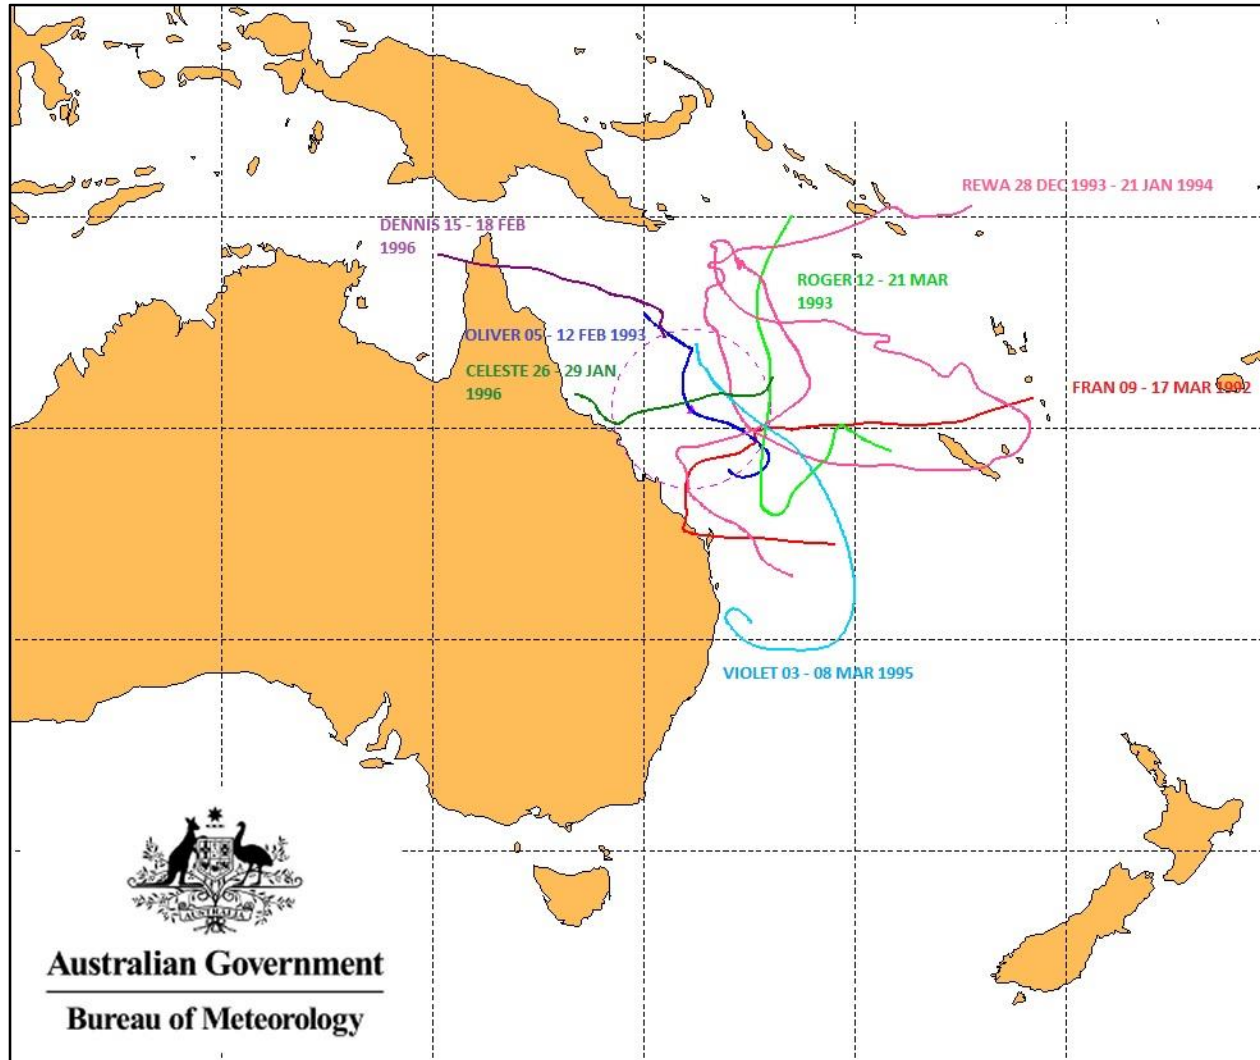 REWA 28 DEC 1993 - 21 JAN 1994
DENNIS 15 - 18 FEB
1996
ROGER 12 - 21 MAR
1993
OLIVER 05 - 12 FEB 1993
CELESTE 26 - 29 JAN
1996
FRAN 09 - 17 MAR 1992
VIOLET 03 - 08 MAR 1995
AUSTRALIA
Australian Government
Bureau of Meteorology